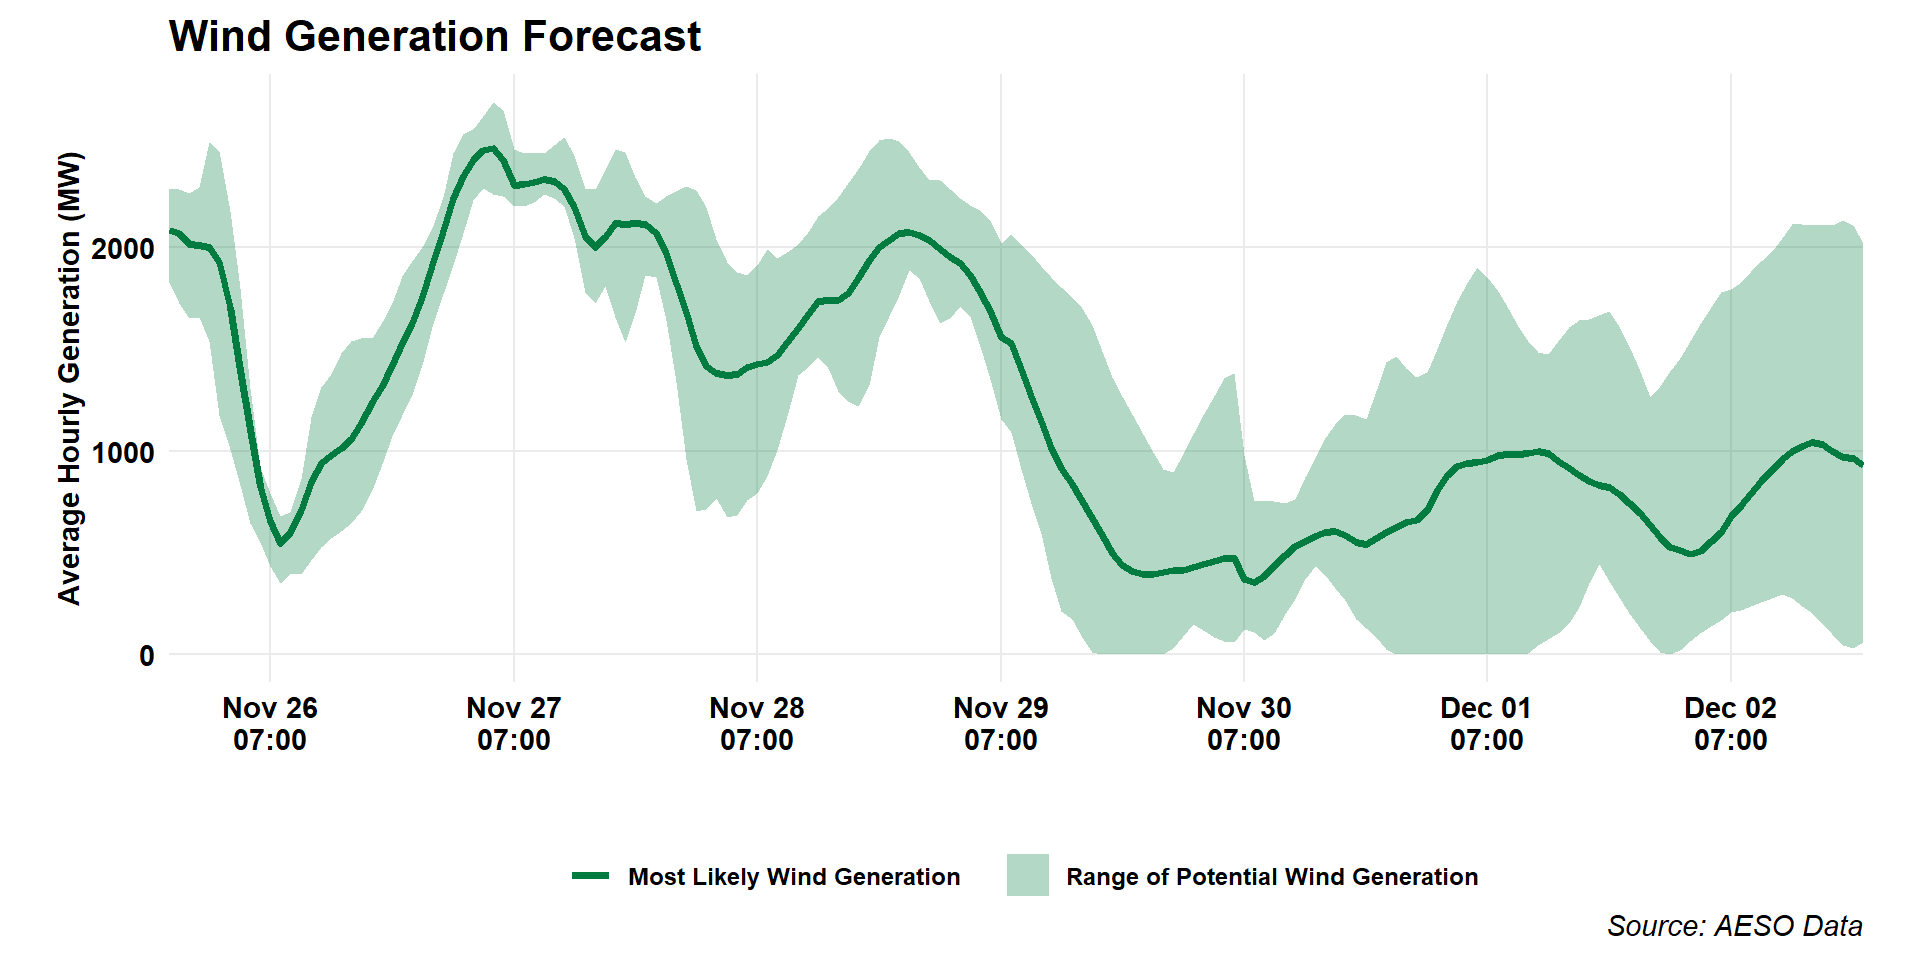 Wind Generation Forecast
Average Hourly Generation (MW)
2000
1000
0
Nov 26 Nov 27 Nov 28 Nov 29 Nov 30 Dec 01 Dec 02
07:00 07:00 07:00 07:00 07:00 07:00 07:00
Most Likely Wind Generation Range of Potential Wind Generation
Source: AESO Data